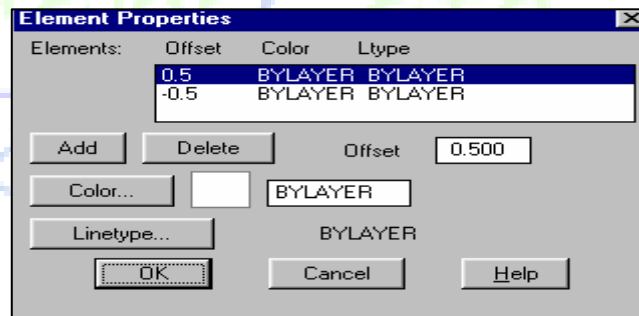 Element Properties
Elements: Offset Color Ltype
0.5 BYLAYER BYLAYER
-0.5 BYLAYER BYLAYER
Add Delete Offset 0.500
Color... BYLAYER
Linetype... BYLAYER
OK Cancel Help